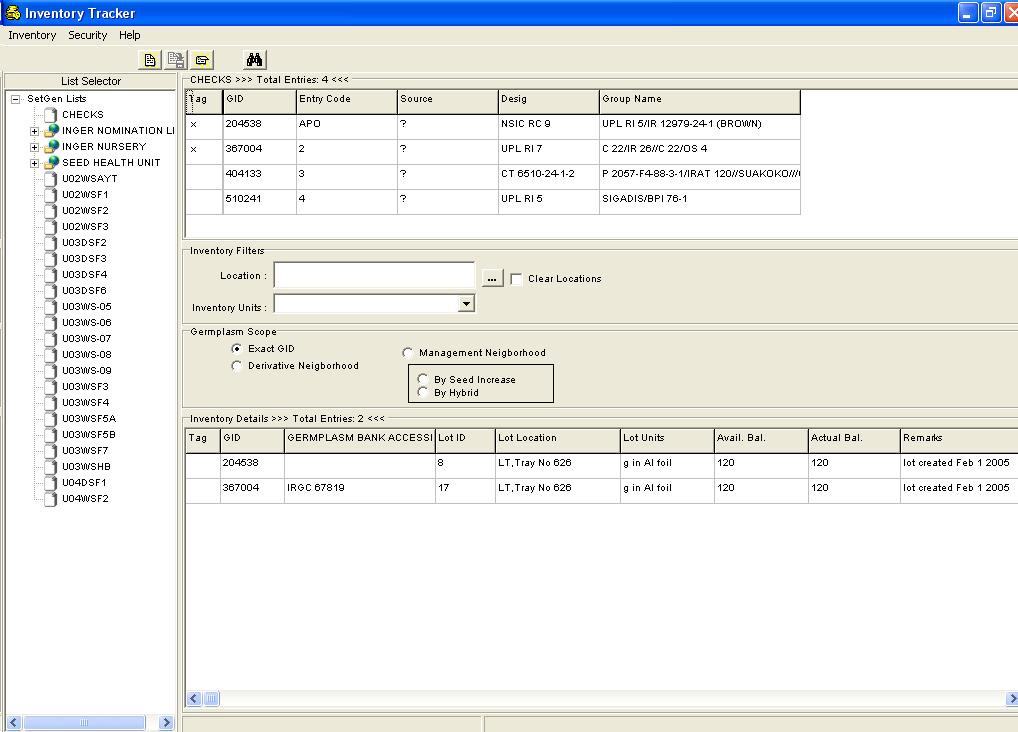 Inventory Tracker
Inventory Security Help
List Selector
SetGen Lists
CHECKS
INGER NOMINATION LI
INGER NURSERY
SEED HEALTH UNIT
U02WSAYT
U02WSF1
U02WSF2
U02WSF3
U03DSF2
U03DSF3
U03DSF4
U03DSF6
U03WS-05
U03WS-06
U03WS-07
U03WS-08
U03WS-09
U03WSF3
U03WSF4
U03WSF5A
U03WSF5B
U03WSF7
U03WSHB
U04DSF1
U04WSF2
CHECKS >>> Total Entries: 4 <<<
Tag GID Entry Code Source Desig Group Name
x 204538 APO ? NSIC RC 9 UPL RI 5/IR 12979-24-1 (BROWN)
x 367004 2 ? UPL RI 7 C 22/IR 26//C 22/OS 4
404133 3 ? CT 6510-24-1-2 P 2057-F4-88-3-1/IRAT 120//SUAKOKO///
510241 4 ? UPL RI 5 SIGADIS/BPI 76-1
Inventory Filters
Location : ... Clear Locations
Inventory Units :
Germplasm Scope
Exact GID
Derivative Neigborhood
Management Neigborhood
By Seed Increase
By Hybrid
Inventory Details >>> Total Entries: 2 <<<
Tag GID GERMPLASM BANK ACCESSI Lot ID Lot Location Lot Units Avail. Bal. Actual Bal. Remarks
204538 8 LT,Tray No 626 g in Al foil 120 120 lot created Feb 1 2005
367004 IRGC 67819 17 LT,Tray No 626 g in Al foil 120 120 lot created Feb 1 2005